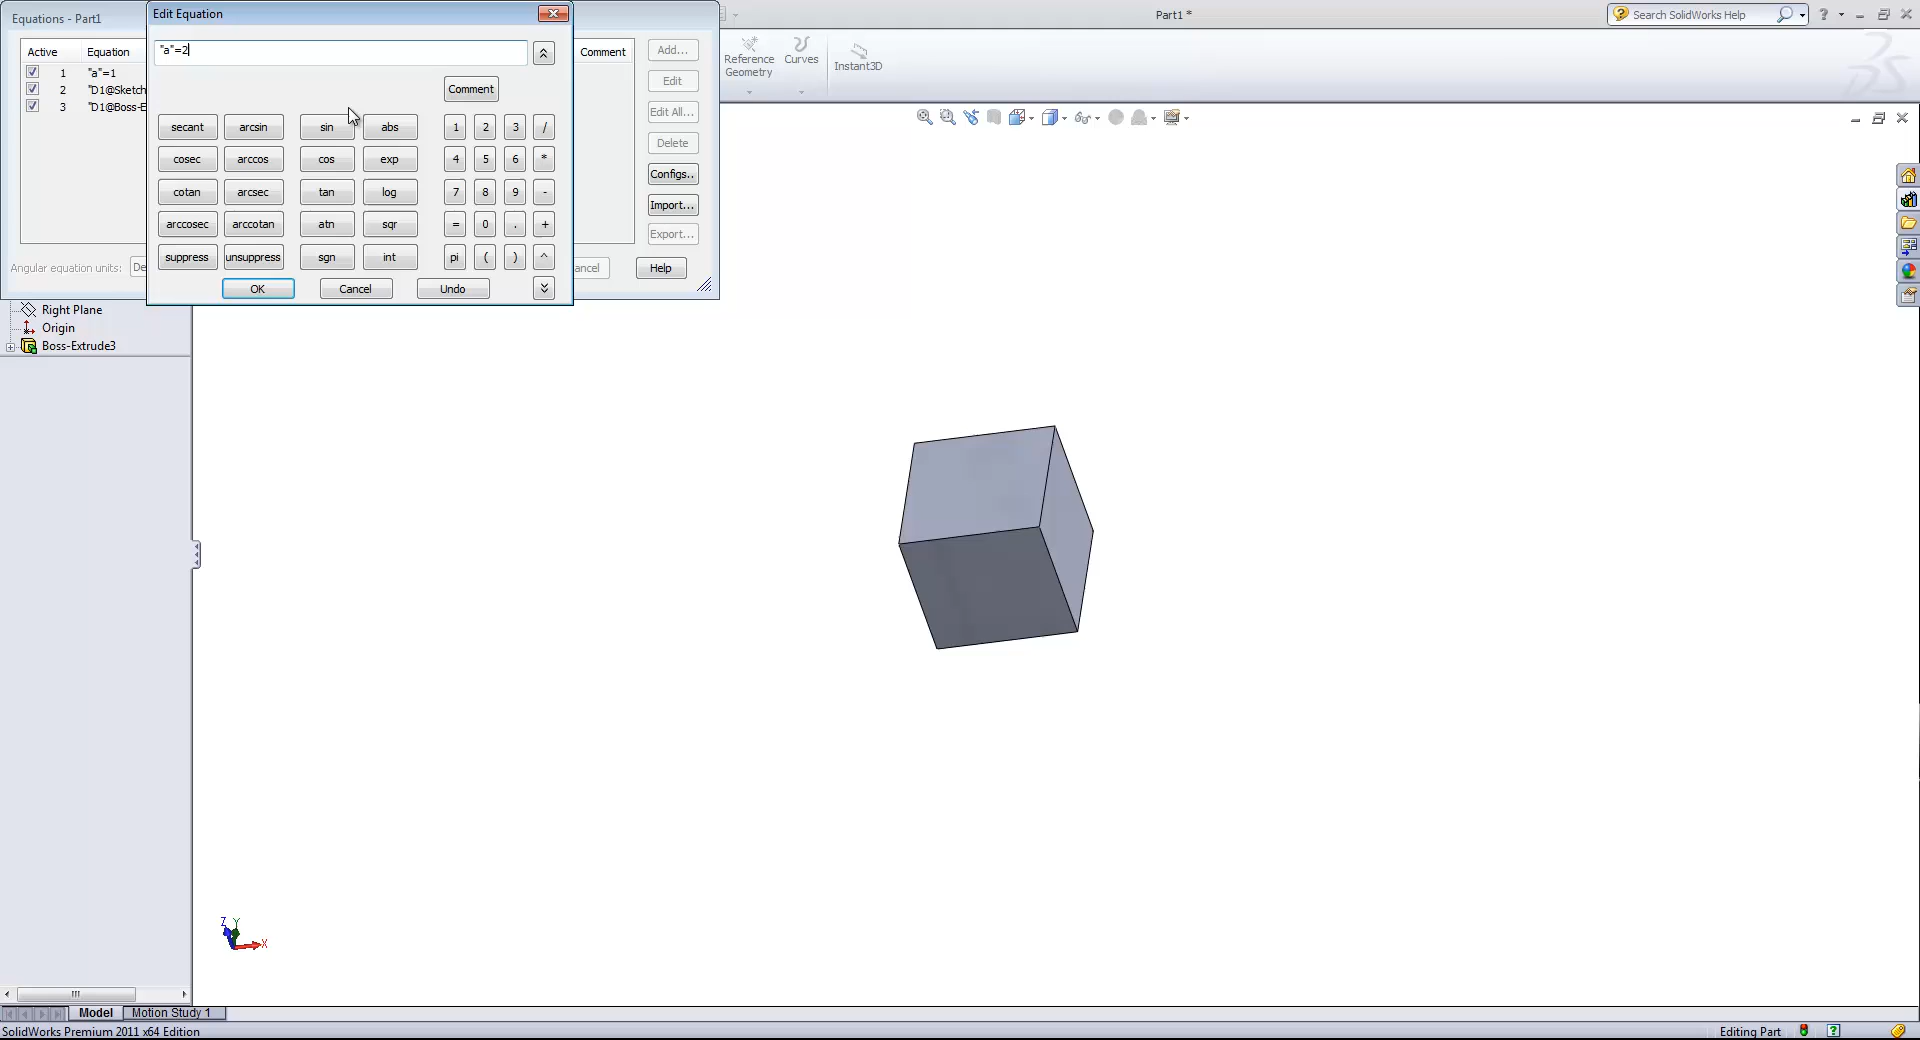 Equations - Part1
Edit Equation
Part1 *
Search SolidWorks Help
Active
Equation
Comment
1 "a"=1
2 "D1@Sketch
3 "D1@Boss-E
"a"=2
Comment
Add...
Edit
Edit All...
Delete
Configs..
Import...
Export...
Reference Geometry
Curves
Instant3D
secant arcsin sin abs 1 2 3 /
cosec arccos cos exp 4 5 6 *
cotan arcsec tan log 7 8 9 -
arccosec arccotan atn sqr = 0 . +
suppress unsuppress sgn int pi ( ) ^
Angular equation units: De
ancel
Help
OK Cancel Undo
Right Plane
Origin
Boss-Extrude3
Z Y X
Model Motion Study 1
SolidWorks Premium 2011 x64 Edition
Editing Part